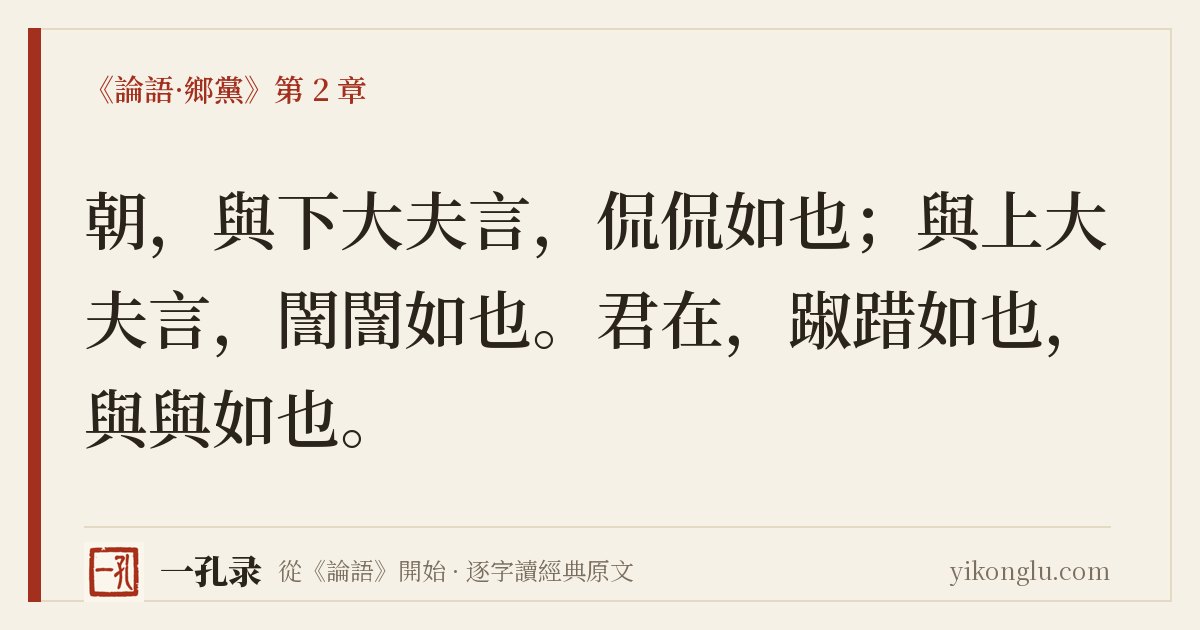 《論語·鄉黨》第 2 章
朝，與下大夫言，侃侃如也；與上大
夫言，誾誾如也。君在，踧踖如也，
與與如也。
一孔
一孔录 從《論語》開始 · 逐字讀經典原文 yikonglu.com